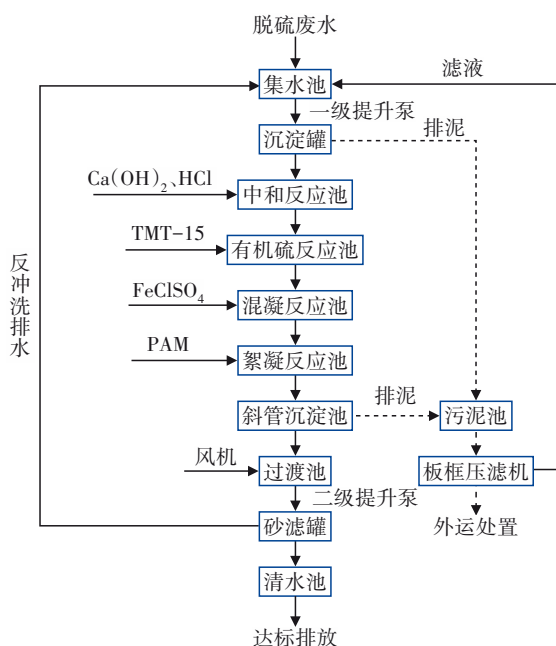 脱硫废水
滤液
集水池
一级提升泵
排泥
沉淀罐
Ca(OH)₂、HCl
中和反应池
TMT-15
有机硫反应池
反冲洗排水
FeClSO₄
混凝反应池
PAM
絮凝反应池
排泥
斜管沉淀池
污泥池
风机
过渡池
板框压滤机
二级提升泵
砂滤罐
外运处置
清水池
达标排放